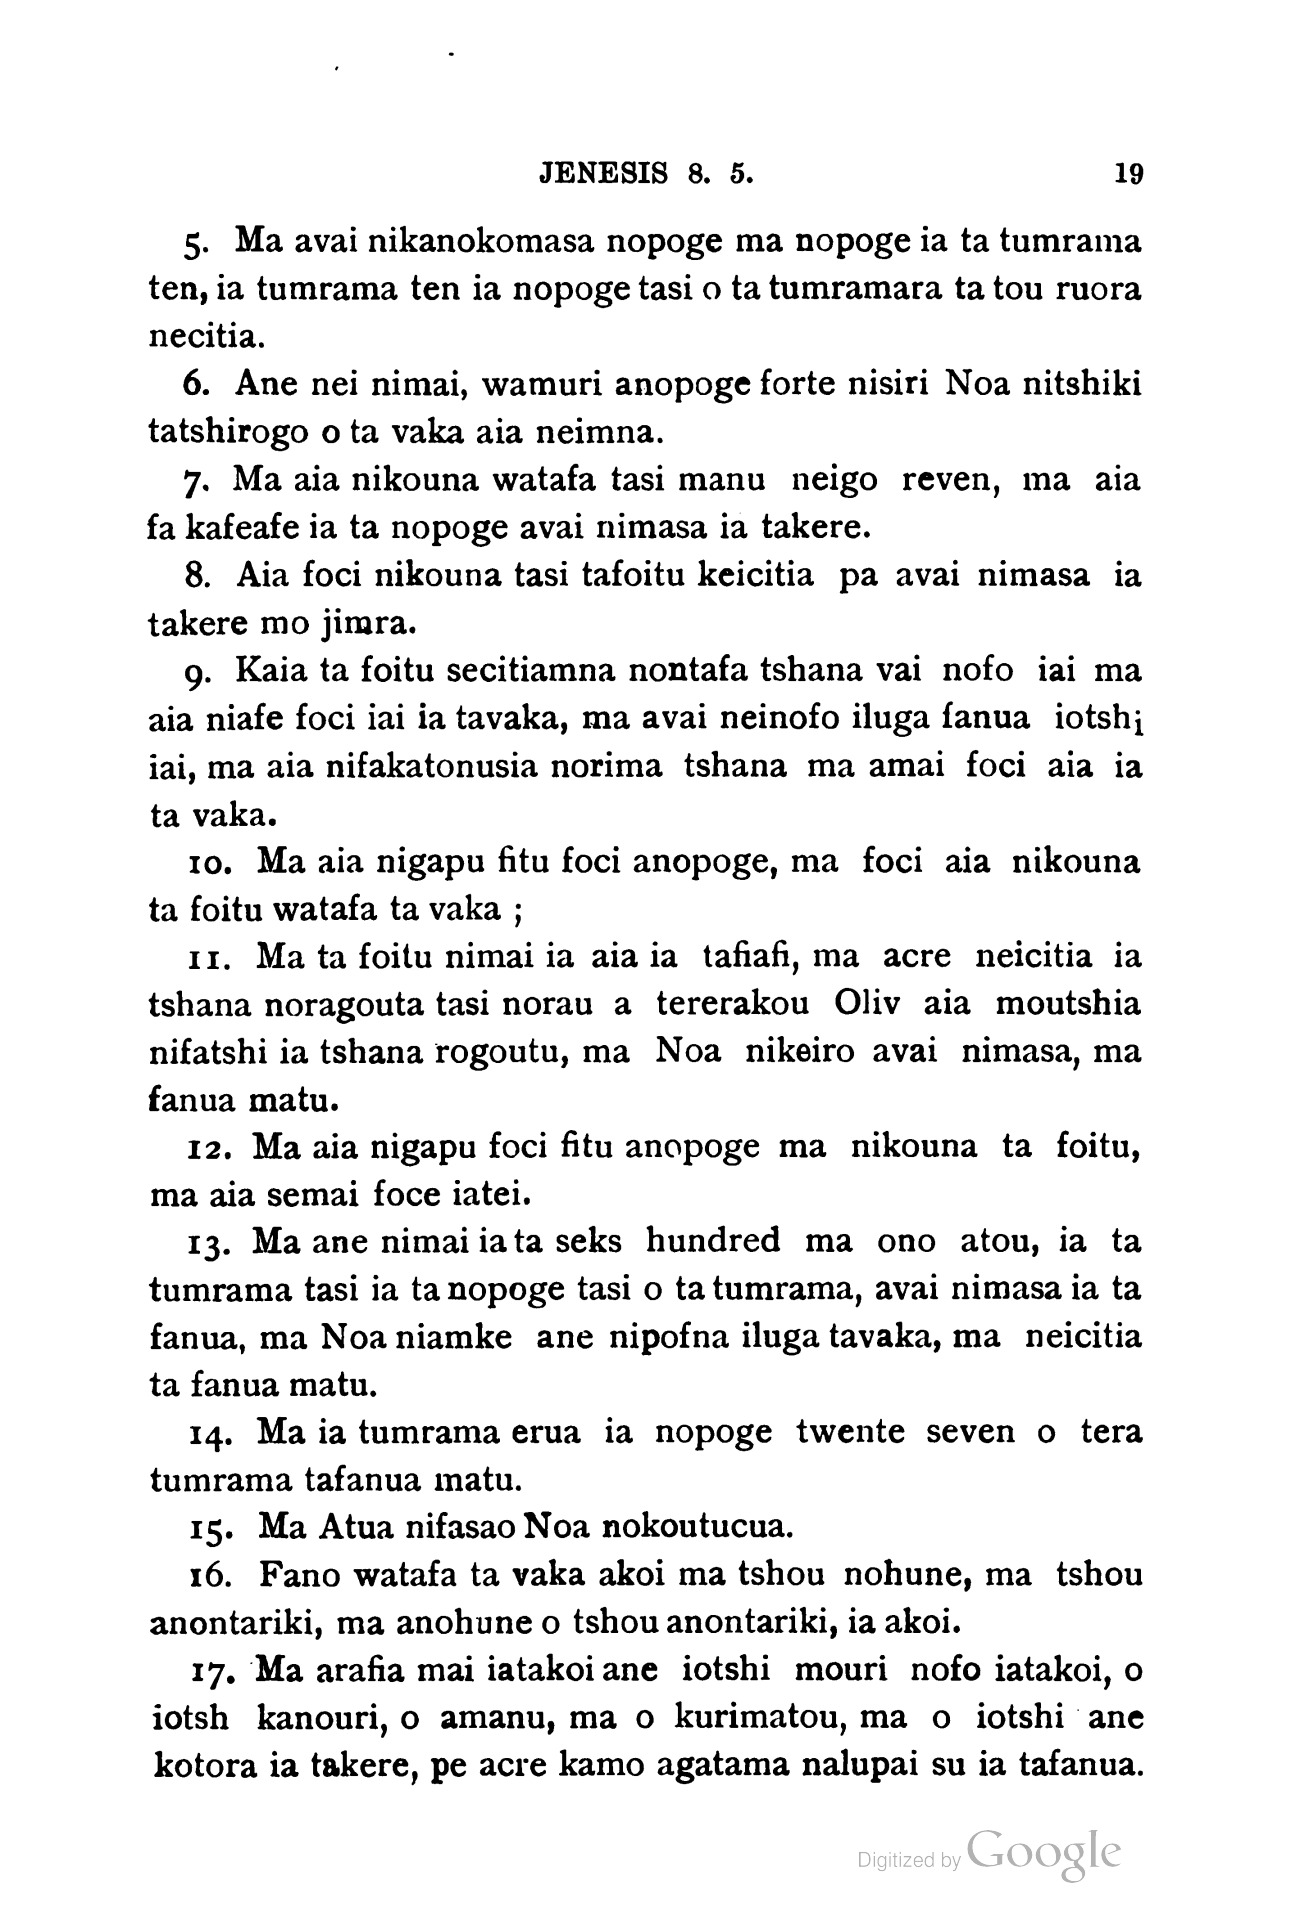 JENESIS 8. 5. 19
5. Ma avai nikanokomasa nopoge ma nopoge ia ta tumrama
ten, ia tumrama ten ia nopoge tasi o ta tumramara ta tou ruora
necitia.
6. Ane nei nimai, wamuri anopoge forte nisiri Noa nitshiki
tatshirogo o ta vaka aia neimna.
7. Ma aia nikouna watafa tasi manu neigo reven, ma aia
fa kafeafe ia ta nopoge avai nimasa ia takere.
8. Aia foci nikouna tasi tafoitu keicitia pa avai nimasa ia
takere mo jimra.
9. Kaia ta foitu secitiamna nontafa tshana vai nofo iai ma
aia niafe foci iai ia tavaka, ma avai neinofo iluga fanua iotshi
iai, ma aia nifakatonusia norima tshana ma amai foci aia ia
ta vaka.
10. Ma aia nigapu fitu foci anopoge, ma foci aia nikouna
ta foitu watafa ta vaka ;
11. Ma ta foitu nimai ia aia ia tafiafi, ma acre neicitia ia
tshana noragouta tasi norau a tererakou Oliv aia moutshia
nifatshi ia tshana rogoutu, ma Noa nikeiro avai nimasa, ma
fanua matu.
12. Ma aia nigapu foci fitu anopoge ma nikouna ta foitu,
ma aia semai foce iatei.
13. Ma ane nimai ia ta seks hundred ma ono atou, ia ta
tumrama tasi ia ta nopoge tasi o ta tumrama, avai nimasa ia ta
fanua, ma Noa niamke ane nipofna iluga tavaka, ma neicitia
ta fanua matu.
14. Ma ia tumrama erua ia nopoge twente seven o tera
tumrama tafanua matu.
15. Ma Atua nifasao Noa nokoutucua.
16. Fano watafa ta vaka akoi ma tshou nohune, ma tshou
anontariki, ma anohune o tshou anontariki, ia akoi.
17. Ma arafia mai iatakoi ane iotshi mouri nofo iatakoi, o
iotsh kanouri, o amanu, ma o kurimatou, ma o iotshi ane
kotora ia takere, pe acre kamo agatama nalupai su ia tafanua.
Digitized by Google